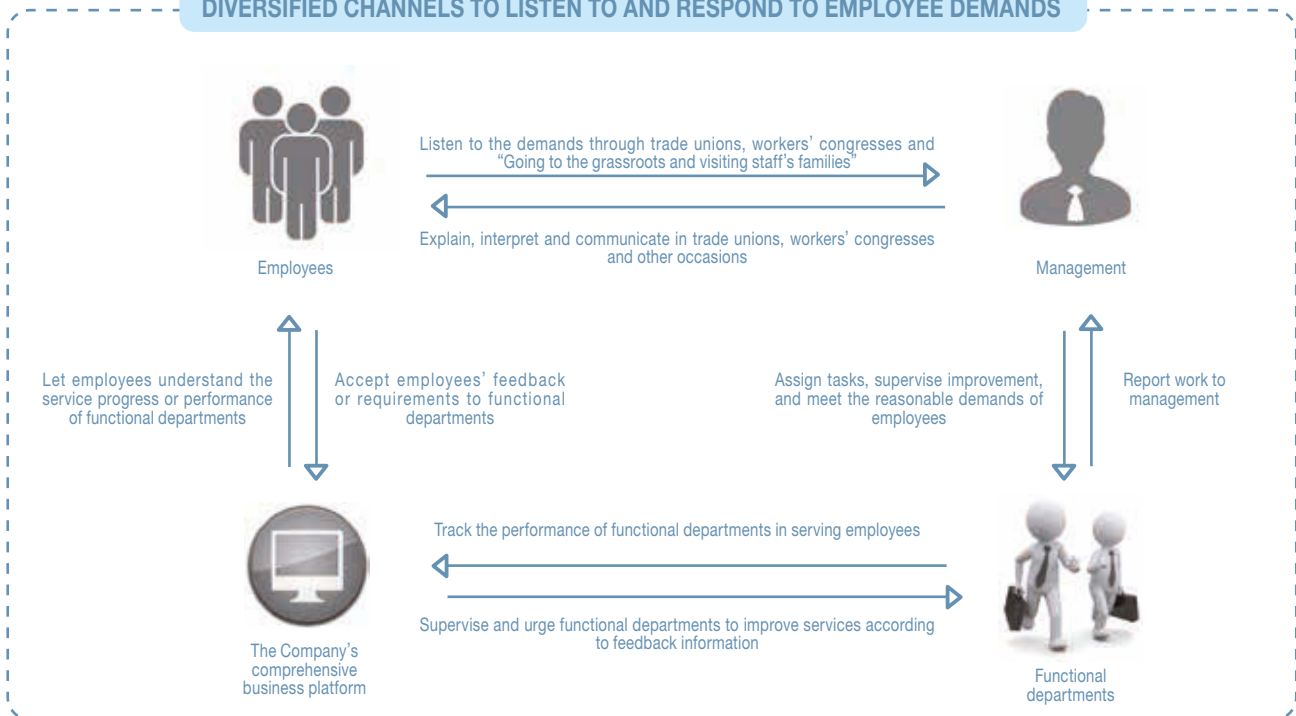 DIVERSIFIED CHANNELS TO LISTEN TO AND RESPOND TO EMPLOYEE DEMANDS
Listen to the demands through trade unions, workers’ congresses and
“Going to the grassroots and visiting staff’s families”
Explain, interpret and communicate in trade unions, workers’ congresses
and other occasions
Employees
Management
Let employees understand the
service progress or performance
of functional departments
Accept employees’ feedback
or requirements to functional
departments
Assign tasks, supervise improvement,
and meet the reasonable demands of
employees
Report work to
management
Track the performance of functional departments in serving employees
Supervise and urge functional departments to improve services according
to feedback information
The Company’s
comprehensive
business platform
Functional
departments